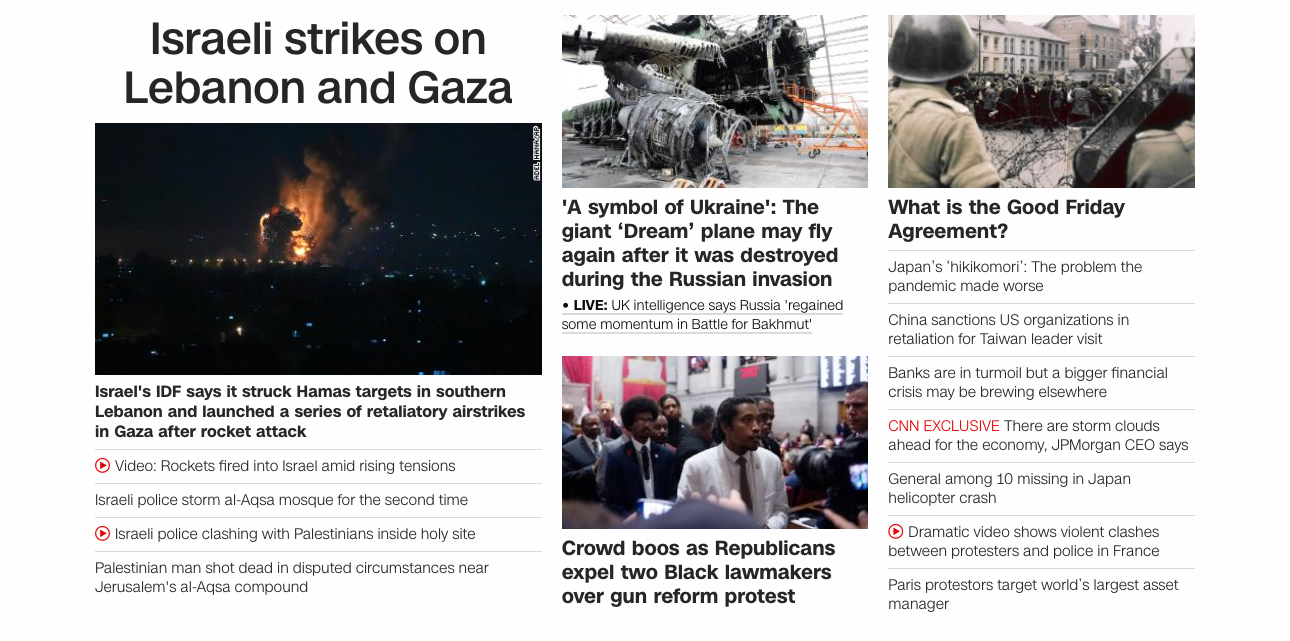 Israeli strikes on
Lebanon and Gaza
Israel's IDF says it struck Hamas targets in southern
Lebanon and launched a series of retaliatory airstrikes
in Gaza after rocket attack
Video: Rockets fired into Israel amid rising tensions
Israeli police storm al-Aqsa mosque for the second time
Israeli police clashing with Palestinians inside holy site
Palestinian man shot dead in disputed circumstances near
Jerusalem's al-Aqsa compound
'A symbol of Ukraine': The
giant ‘Dream’ plane may fly
again after it was destroyed
during the Russian invasion
• LIVE: UK intelligence says Russia 'regained
some momentum in Battle for Bakhmut'
Crowd boos as Republicans
expel two Black lawmakers
over gun reform protest
What is the Good Friday
Agreement?
Japan’s ‘hikikomori’: The problem the
pandemic made worse
China sanctions US organizations in
retaliation for Taiwan leader visit
Banks are in turmoil but a bigger financial
crisis may be brewing elsewhere
CNN EXCLUSIVE There are storm clouds
ahead for the economy, JPMorgan CEO says
General among 10 missing in Japan
helicopter crash
Dramatic video shows violent clashes
between protesters and police in France
Paris protestors target world’s largest asset
manager